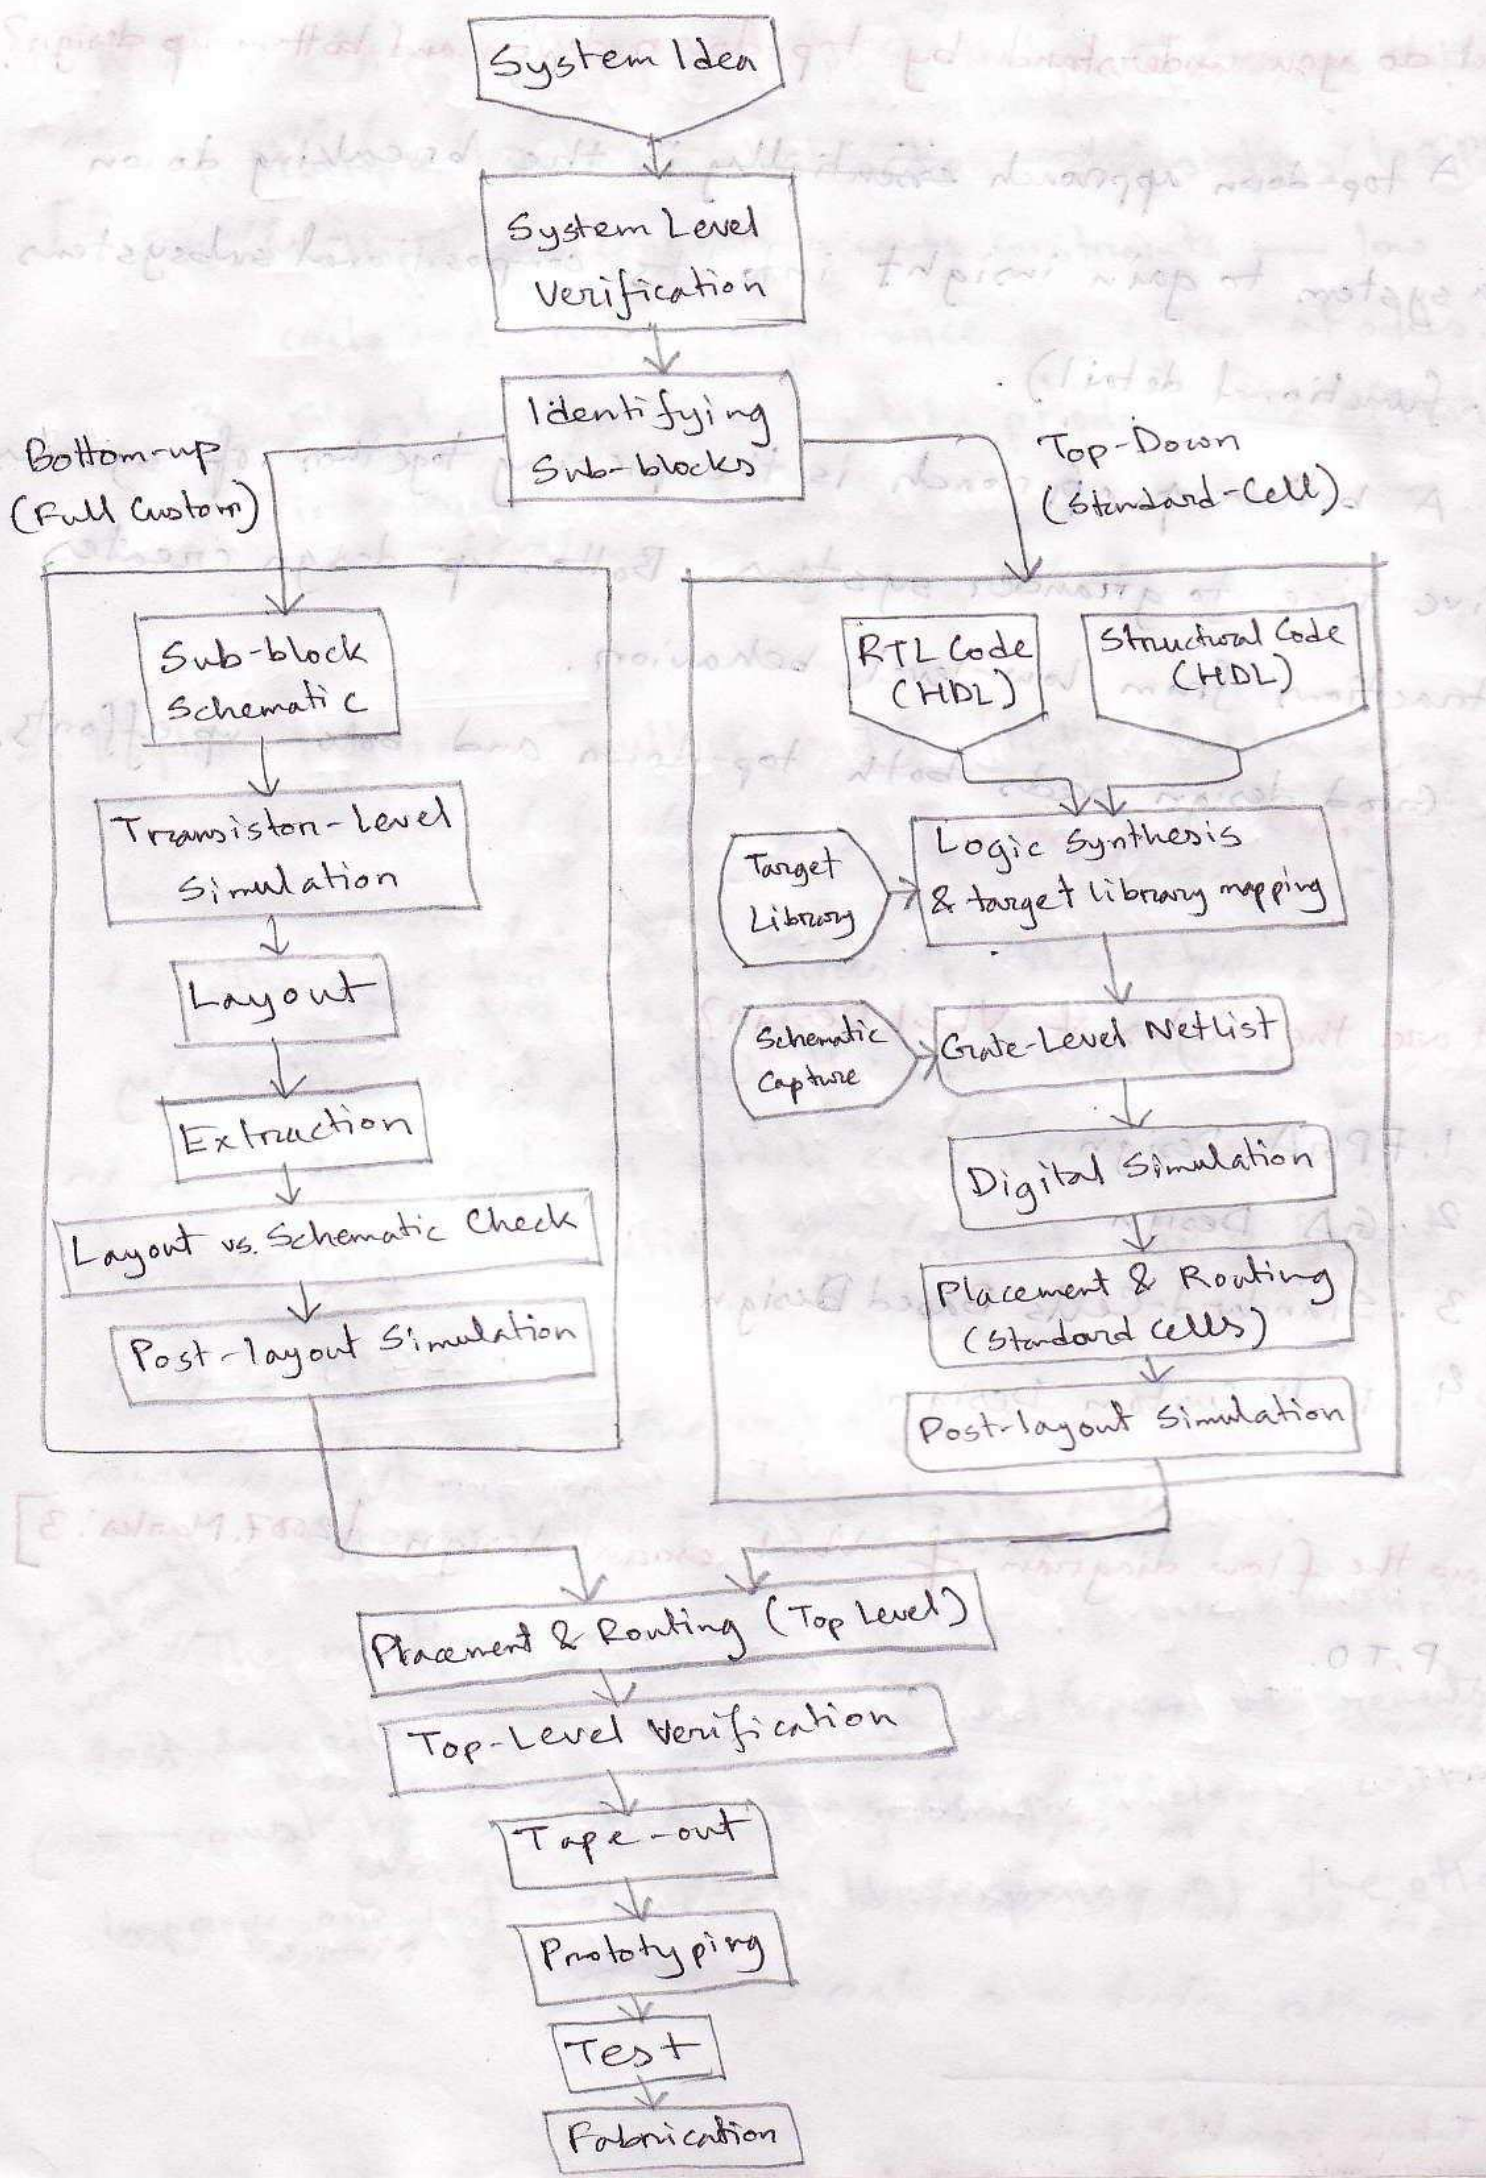 System Idea
System Level
Verification
Identifying
Sub-blocks
Bottom-up
(Full Custom)
Top-Down
(Standard-Cell)
Sub-block
Schematic
Transistor-Level
Simulation
Layout
Extraction
Layout vs. Schematic Check
Post-layout Simulation
RTL Code
(HDL)
Structural Code
(HDL)
Target
Library
Logic Synthesis
& target library mapping
Schematic
Capture
Gate-Level Netlist
Digital Simulation
Placement & Routing
(Standard cells)
Post-layout Simulation
Placement & Routing (Top Level)
Top-Level Verification
Tape-out
Prototyping
Test
Fabrication